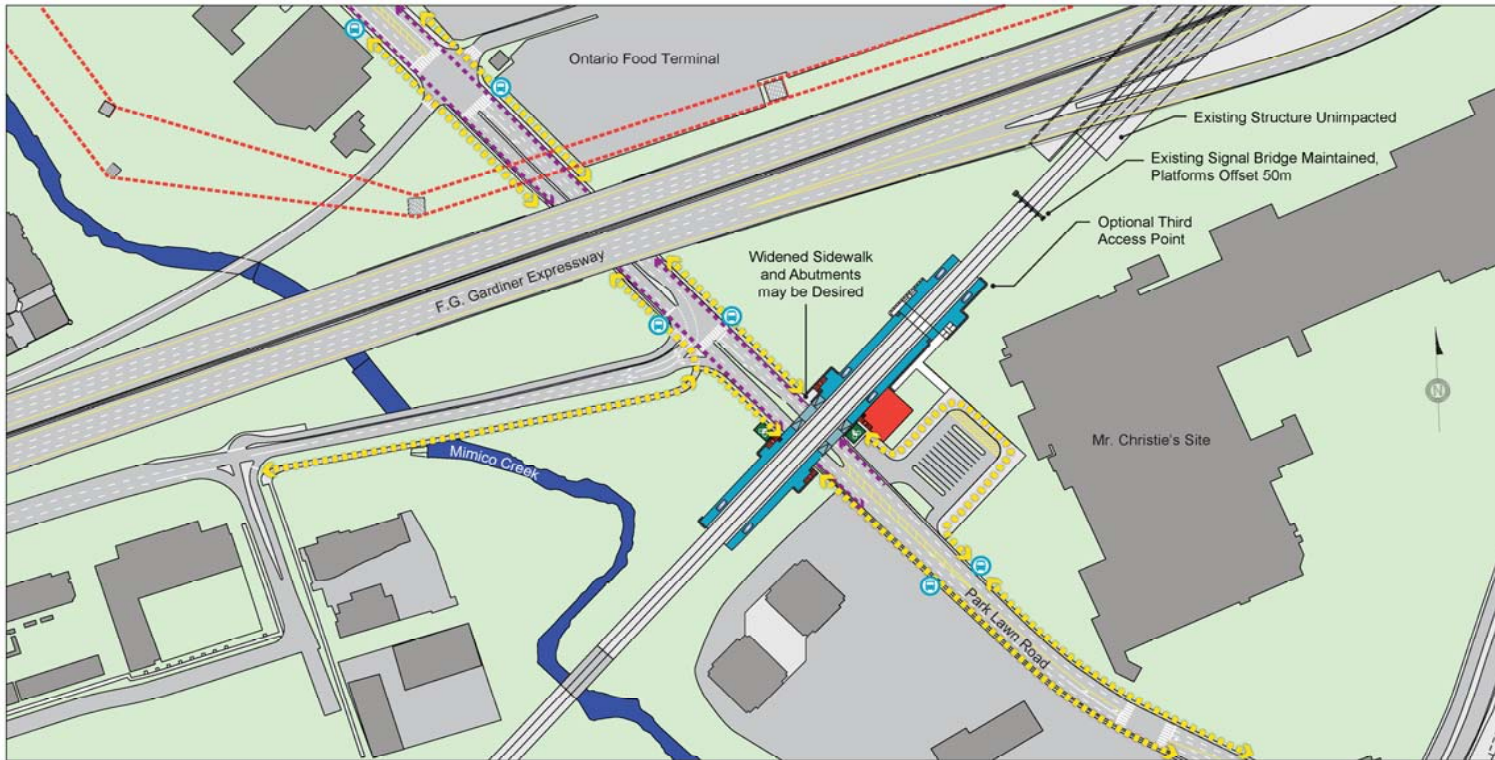 Ontario Food Terminal
Existing Structure Unimpacted
Existing Signal Bridge Maintained,
Platforms Offset 50m
Optional Third
Access Point
Widened Sidewalk
and Abutments
may be Desired
F.G. Gardiner Expressway
N
Mr. Christie's Site
Mimico Creek
Park Lawn Road